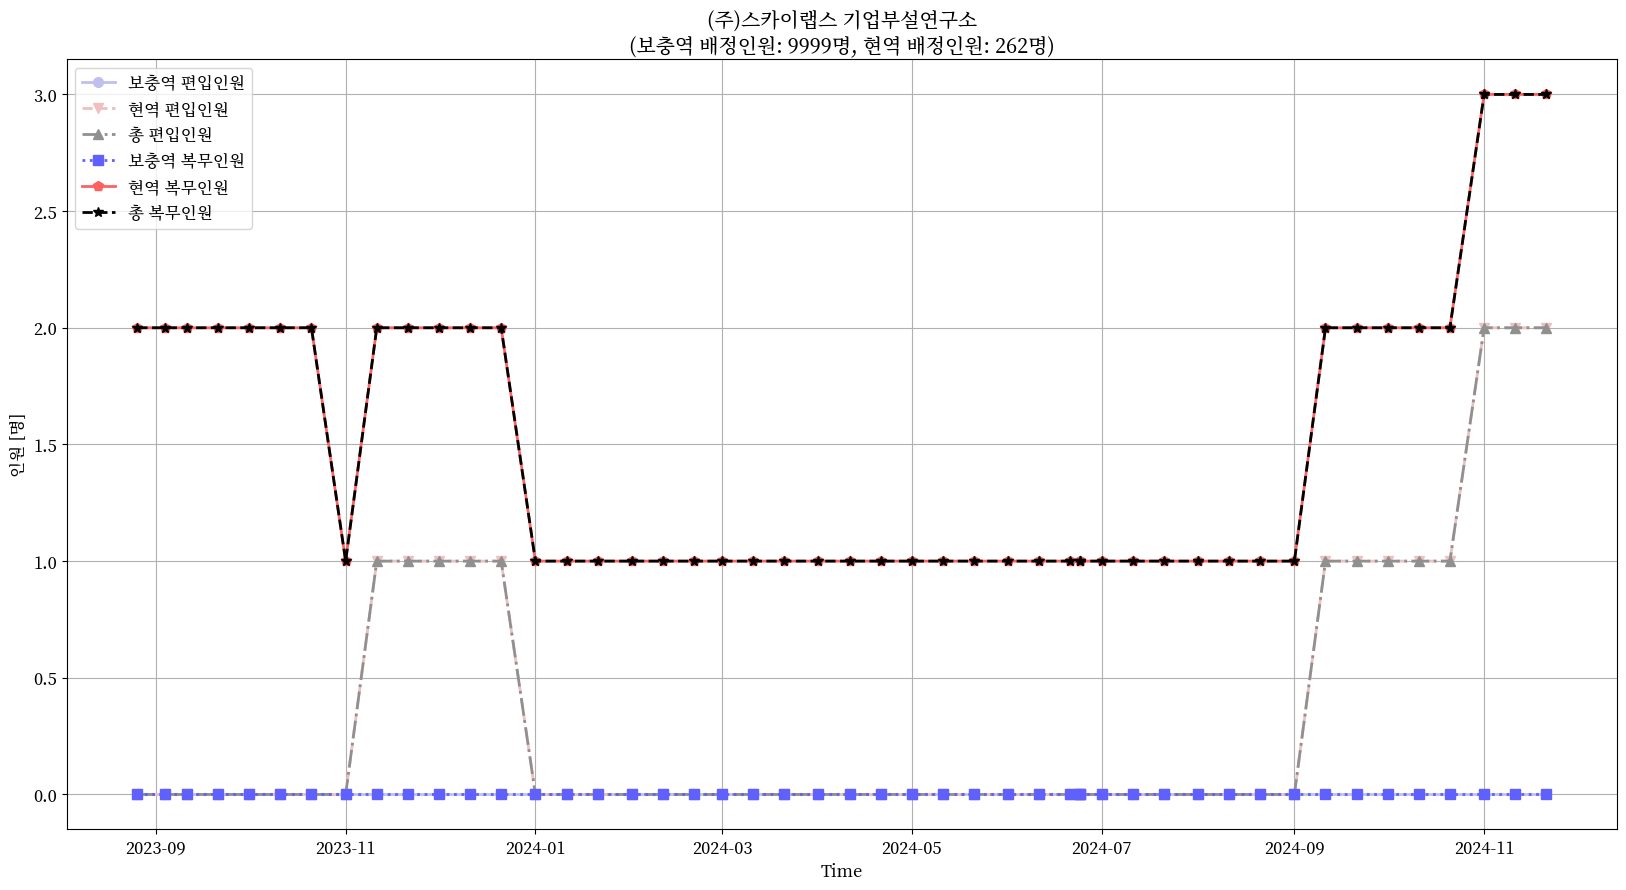 (주)스카이랩스 기업부설연구소
(보충역 배정인원: 9999명, 현역 배정인원: 262명)
보충역 편입인원
현역 편입인원
총 편입인원
보충역 복무인원
현역 복무인원
총 복무인원
3.0
2.5
2.0
1.5
1.0
0.5
0.0
인원 [명]
2023-09 2023-11 2024-01 2024-03 2024-05 2024-07 2024-09 2024-11
Time